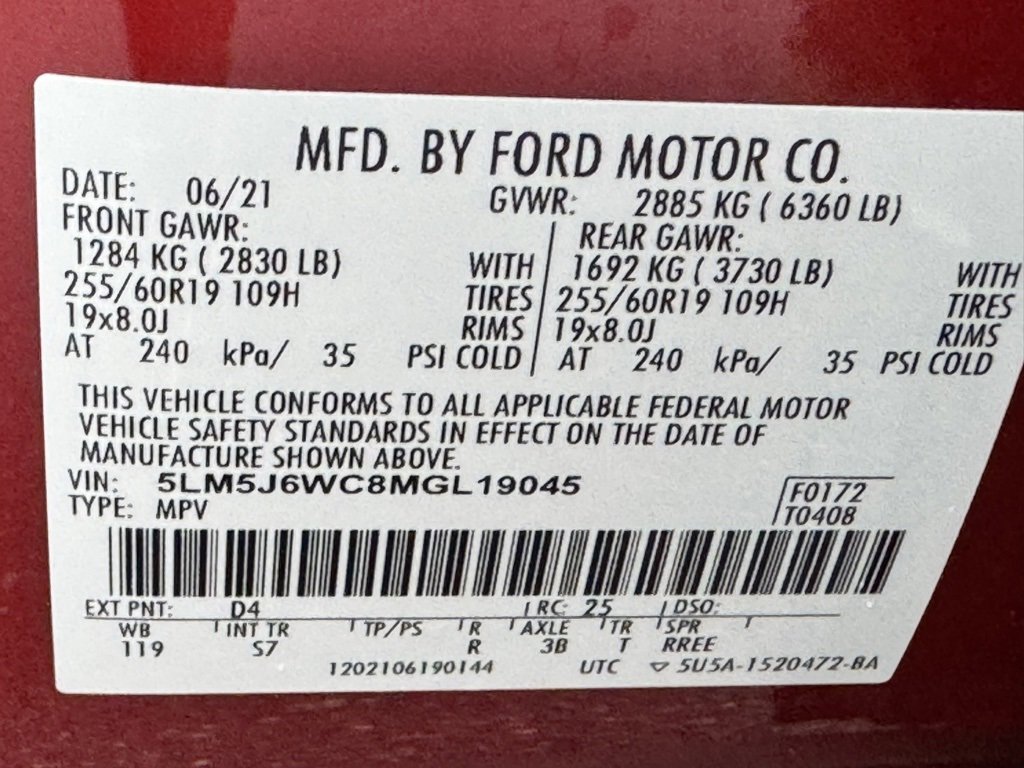 MFD. BY FORD MOTOR CO.
DATE: 06/21 GVWR: 2885 KG ( 6360 LB)
FRONT GAWR: REAR GAWR:
1284 KG ( 2830 LB) WITH 1692 KG ( 3730 LB) WITH
255/60R19 109H TIRES 255/60R19 109H TIRES
19x8.0J RIMS 19x8.0J RIMS
AT 240 kPa/ 35 PSI COLD AT 240 kPa/ 35 PSI COLD
THIS VEHICLE CONFORMS TO ALL APPLICABLE FEDERAL MOTOR
VEHICLE SAFETY STANDARDS IN EFFECT ON THE DATE OF
MANUFACTURE SHOWN ABOVE.
VIN: 5LM5J6WC8MGL19045 F0172
TYPE: MPV T0408
EXT PNT: D4 RC: 25 DSO:
WB INT TR TP/PS R AXLE TR SPR
119 S7 R 3B T RREE
1202106190144 UTC ▽ 5U5A-1520472-BA